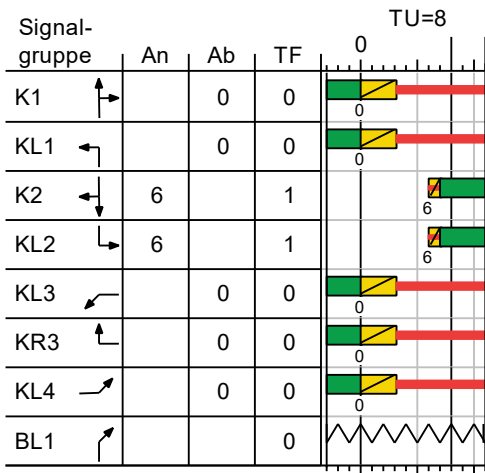 TU=8
Signal-
gruppe An Ab TF 0
K1 0 0
0
KL1 0 0
0
K2 6 1
6
KL2 6 1
6
KL3 0 0
0
KR3 0 0
0
KL4 0 0
0
BL1 0